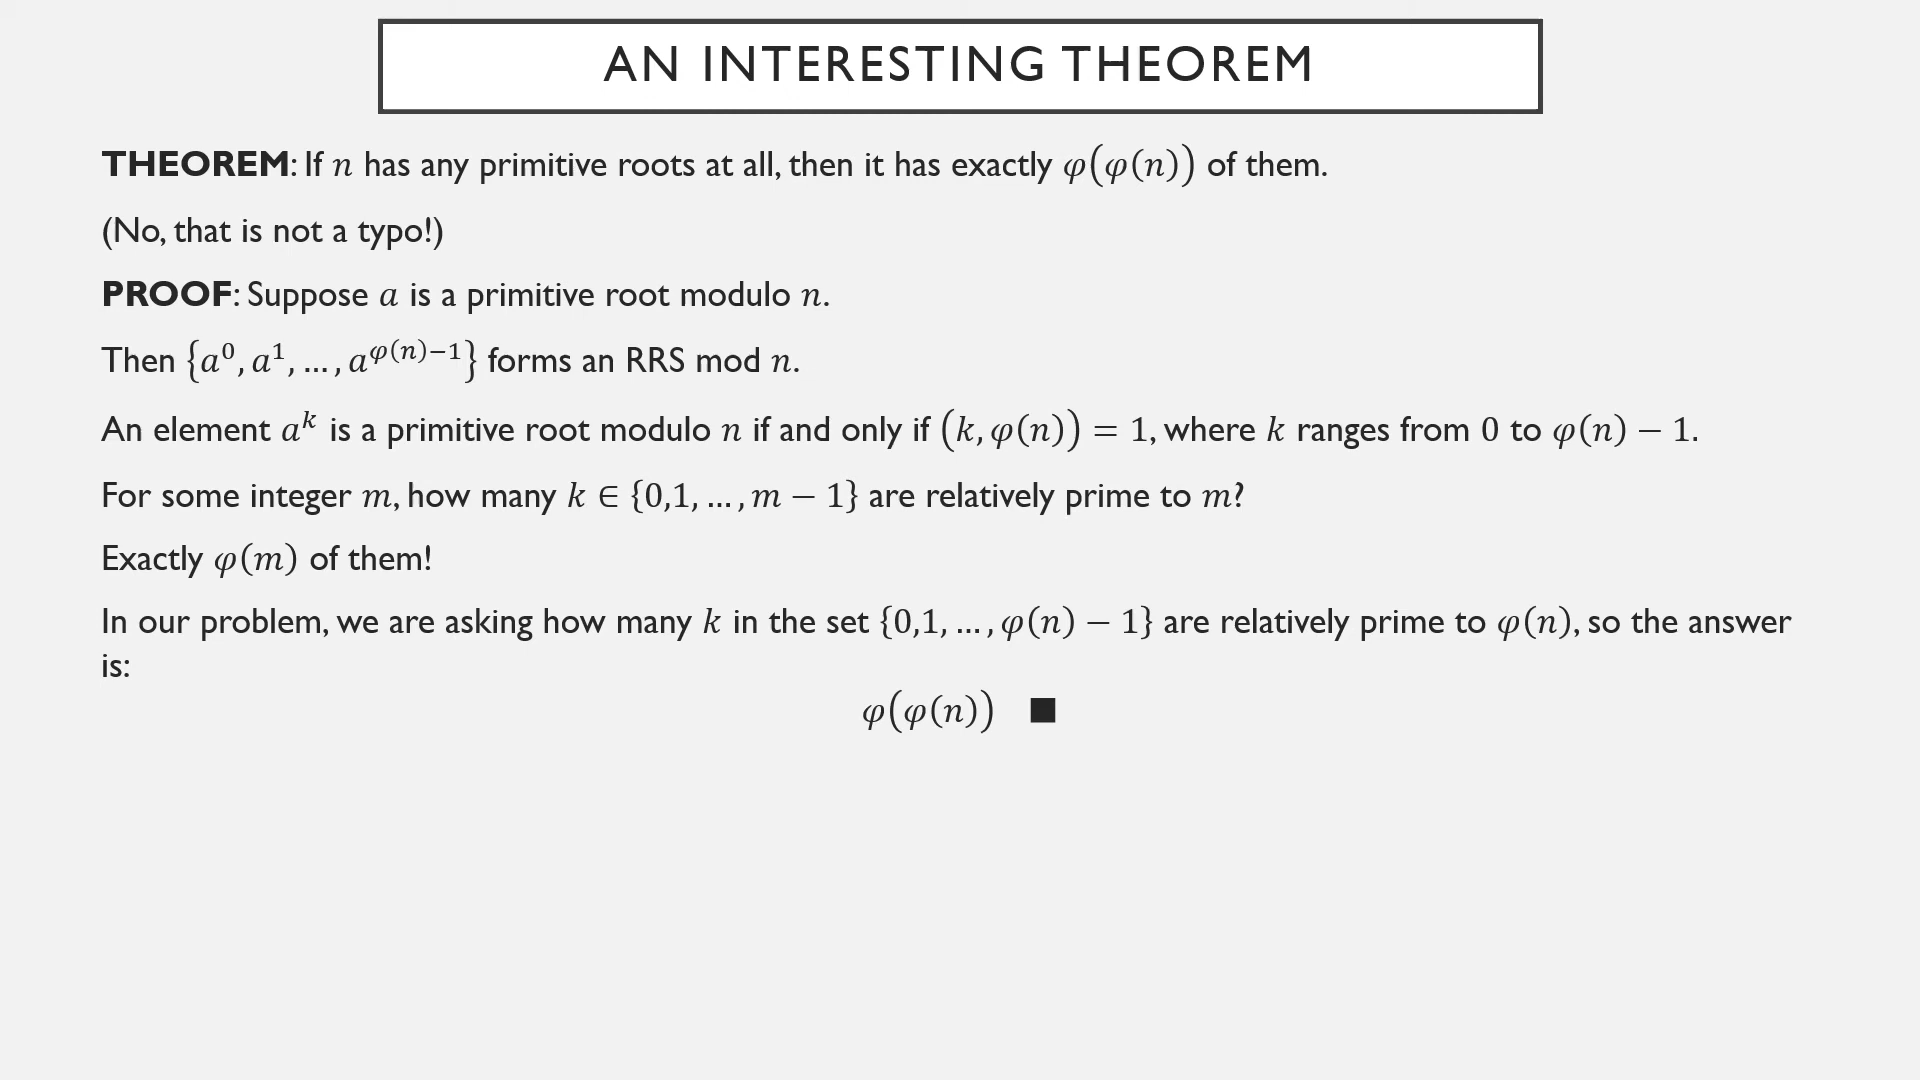 AN INTERESTING THEOREM
THEOREM: If n has any primitive roots at all, then it has exactly φ(φ(n)) of them.
(No, that is not a typo!)
PROOF: Suppose a is a primitive root modulo n.
Then {a⁰, a¹, …, a^{φ(n)−1}} forms an RRS mod n.
An element aᵏ is a primitive root modulo n if and only if (k, φ(n)) = 1, where k ranges from 0 to φ(n) − 1.
For some integer m, how many k ∈ {0,1, …, m − 1} are relatively prime to m?
Exactly φ(m) of them!
In our problem, we are asking how many k in the set {0,1, …, φ(n) − 1} are relatively prime to φ(n), so the answer
is:
φ(φ(n)) ■